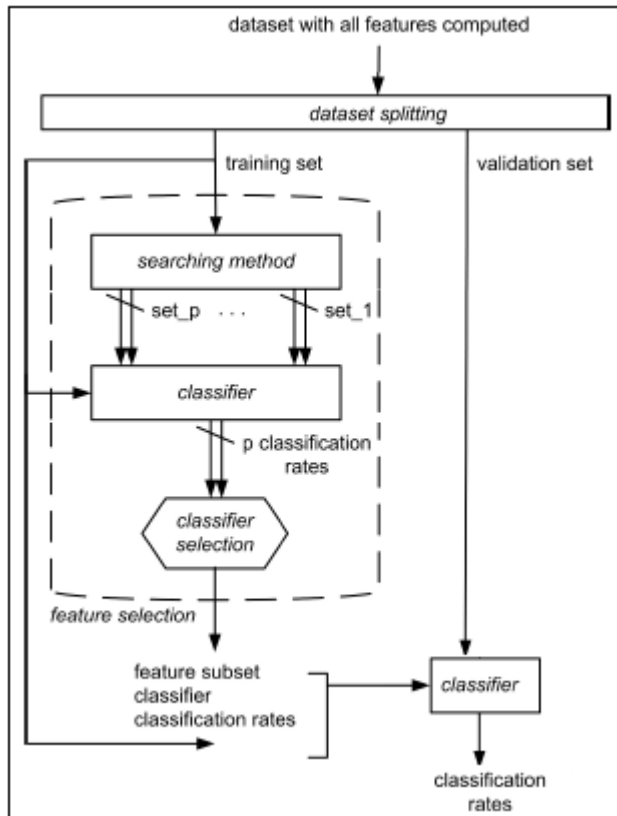 dataset with all features computed
dataset splitting
training set
validation set
searching method
set_p . . . set_1
classifier
p classification
rates
classifier
selection
feature selection
feature subset
classifier
classification rates
classifier
classification
rates